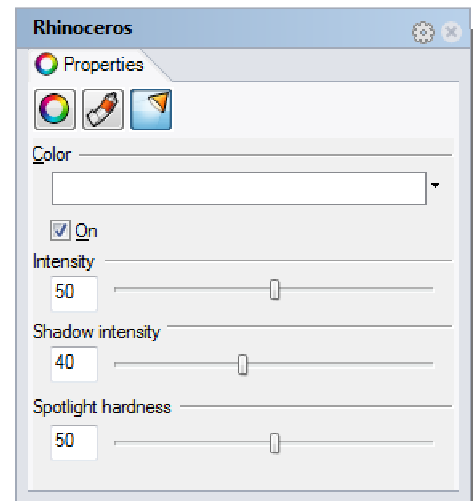 Rhinoceros
Properties
Color
On
Intensity
50
Shadow intensity
40
Spotlight hardness
50